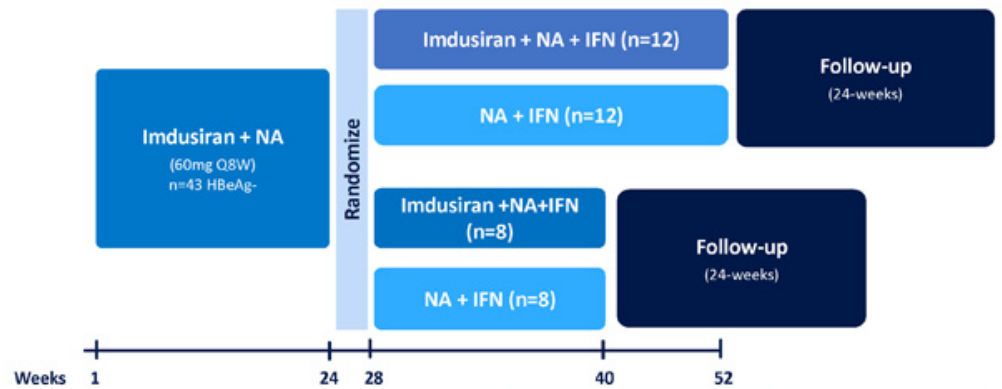 Imdusiran + NA + IFN (n=12)
Follow-up
(24-weeks)
NA + IFN (n=12)
Imdusiran + NA
(60mg Q8W)
n=43 HBeAg-
Randomize
Imdusiran +NA+IFN
(n=8)
Follow-up
(24-weeks)
NA + IFN (n=8)
Weeks 1 24 28 40 52